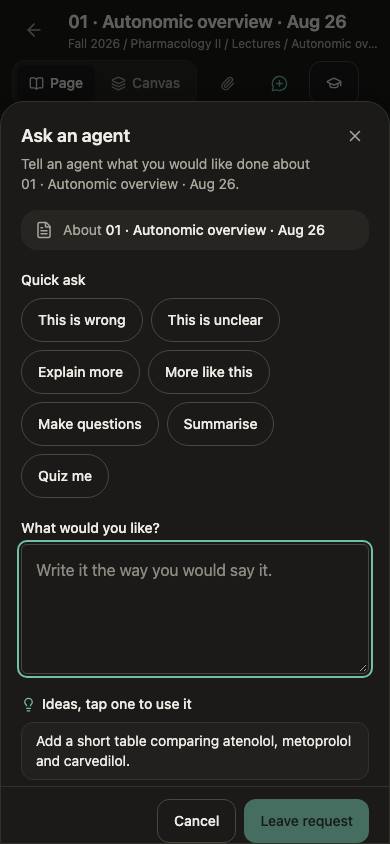 01 · Autonomic overview · Aug 26
Fall 2026 / Pharmacology II / Lectures / Autonomic ov...
Page
Canvas
Ask an agent
Tell an agent what you would like done about
01 · Autonomic overview · Aug 26.
About 01 · Autonomic overview · Aug 26
Quick ask
This is wrong
This is unclear
Explain more
More like this
Make questions
Summarise
Quiz me
What would you like?
Write it the way you would say it.
Ideas, tap one to use it
Add a short table comparing atenolol, metoprolol
and carvedilol.
Cancel
Leave request